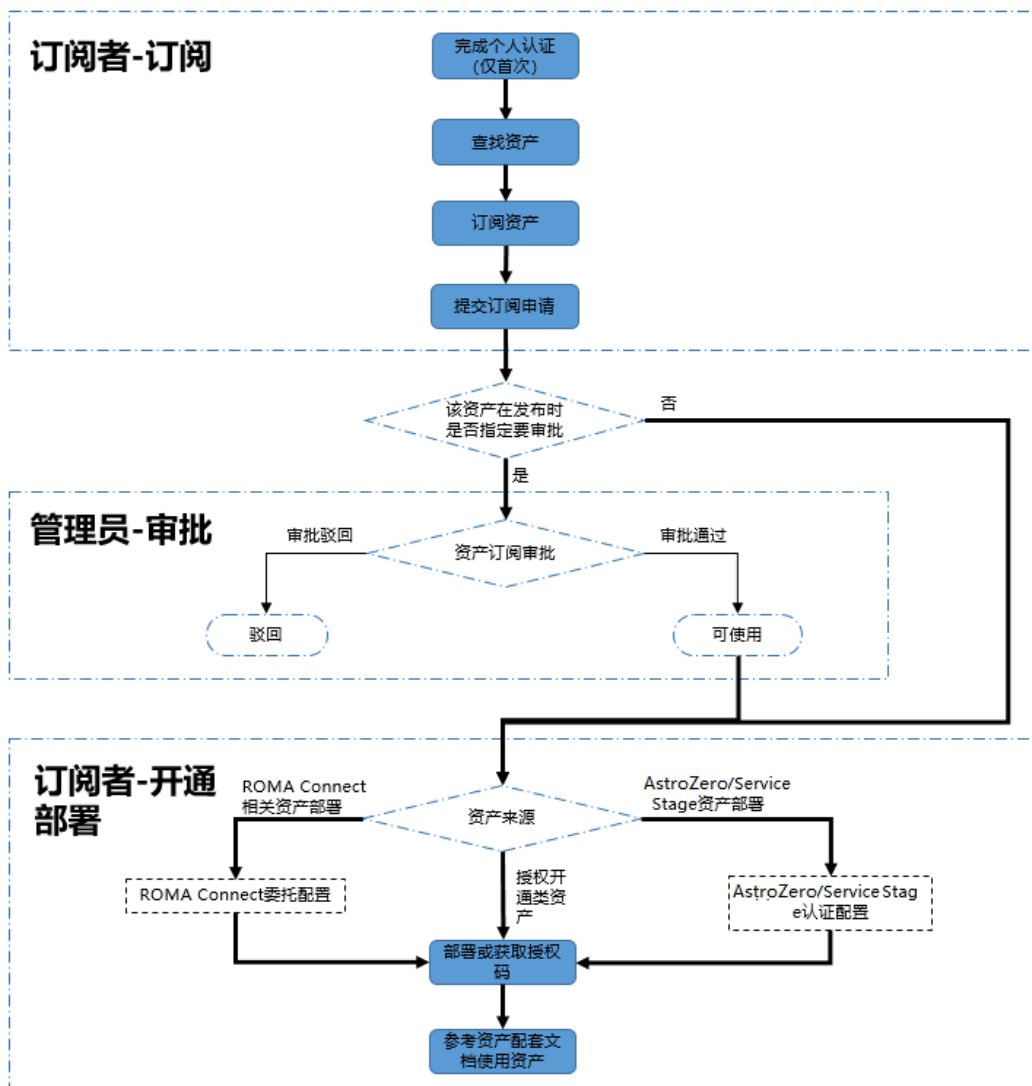 订阅者-订阅
完成个人认证
(仅首次)
查找资产
订阅资产
提交订阅申请
该资产在发布时
是否指定要审批
否
是
管理员-审批
审批驳回
资产订阅审批
审批通过
驳回
可使用
订阅者-开通
部署
ROMA Connect
相关资产部署
资产来源
AstroZero/Service
Stage资产部署
ROMA Connect委托配置
授权开
通类资
产
AstroZero/Service Stag
e认证配置
部署或获取授权
码
参考资产配套文
档使用资产